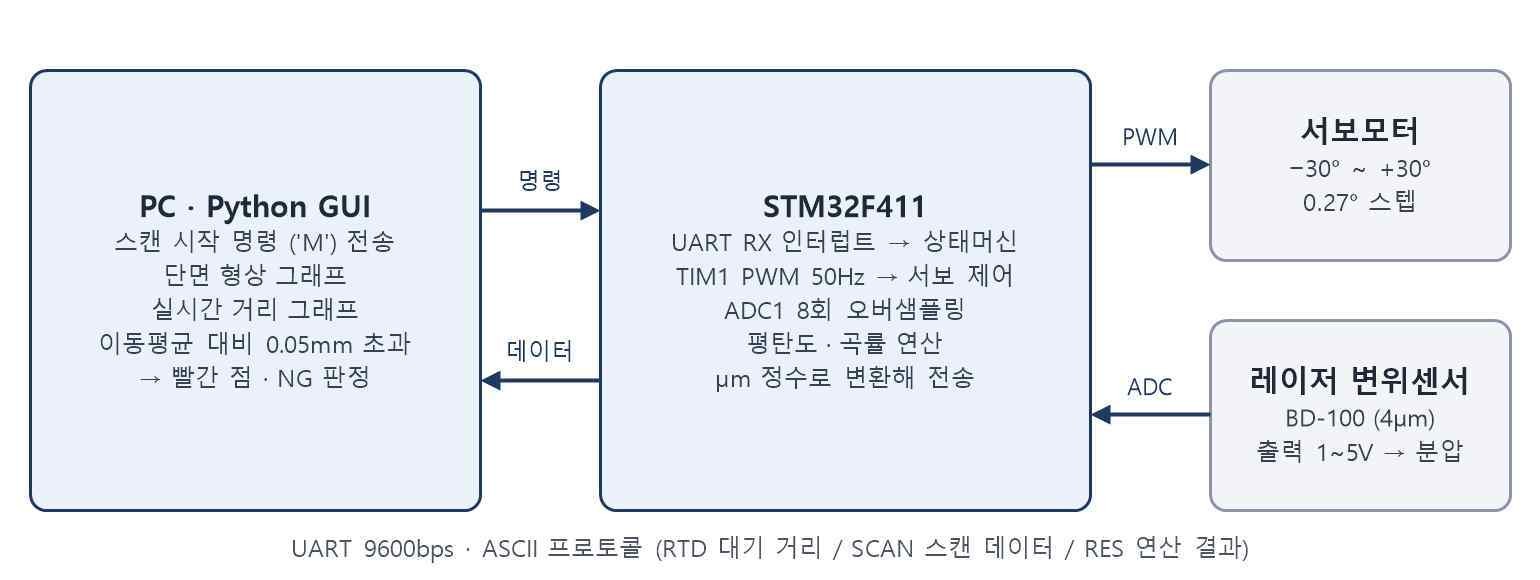 PC · Python GUI
스캔 시작 명령 ('M') 전송
단면 형상 그래프
실시간 거리 그래프
이동평균 대비 0.05mm 초과
→ 빨간 점 · NG 판정
명령
데이터
STM32F411
UART RX 인터럽트 → 상태머신
TIM1 PWM 50Hz → 서보 제어
ADC1 8회 오버샘플링
평탄도 · 곡률 연산
μm 정수로 변환해 전송
PWM
ADC
서보모터
−30° ~ +30°
0.27° 스텝
레이저 변위센서
BD-100 (4μm)
출력 1~5V → 분압
UART 9600bps · ASCII 프로토콜 (RTD 대기 거리 / SCAN 스캔 데이터 / RES 연산 결과)